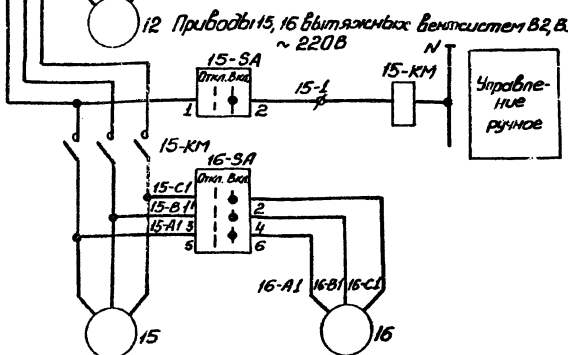 12 Приводы 15, 16 вытяжных вентсистем В2, В3
~ 220В
N
15-SA
15-КМ
Откл. Вкл.
1
2
15-1
Управле-
ние
ручное
15-КМ
16-SA
Откл. Вкл.
15-С1
15-В1
1
2
15-А1
3
4
5
6
16-А1
16-В1
16-С1
15
16